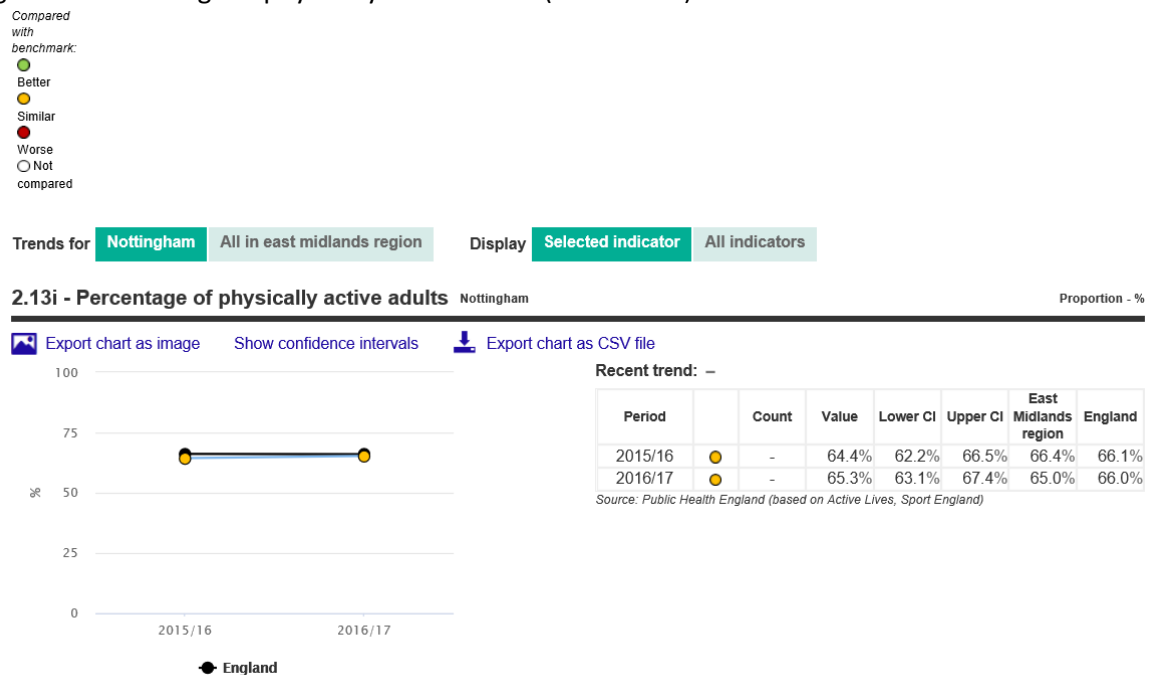 Compared
with
benchmark:
Better
Similar
Worse
Not
compared
Trends for Nottingham All in east midlands region Display Selected indicator All indicators
2.13i - Percentage of physically active adults Nottingham Proportion - %
Export chart as image Show confidence intervals Export chart as CSV file
Recent trend: –
100
75
%
50
25
0
2015/16 2016/17
England
Period Count Value Lower CI Upper CI East Midlands region England
2015/16 - 64.4% 62.2% 66.5% 66.4% 66.1%
2016/17 - 65.3% 63.1% 67.4% 65.0% 66.0%
Source: Public Health England (based on Active Lives, Sport England)